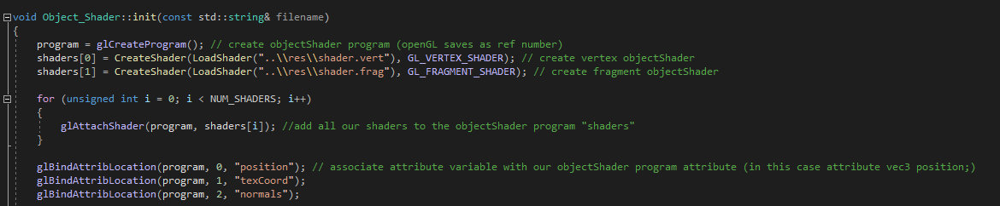 void Object_Shader::init(const std::string& filename)
{
program = glCreateProgram(); // create objectShader program (openGL saves as ref number)
shaders[0] = CreateShader(LoadShader("..\\res\\shader.vert"), GL_VERTEX_SHADER); // create vertex objectShader
shaders[1] = CreateShader(LoadShader("..\\res\\shader.frag"), GL_FRAGMENT_SHADER); // create fragment objectShader
for (unsigned int i = 0; i < NUM_SHADERS; i++)
{
glAttachShader(program, shaders[i]); //add all our shaders to the objectShader program "shaders"
}
glBindAttribLocation(program, 0, "position"); // associate attribute variable with our objectShader program attribute (in this case attribute vec3 position;)
glBindAttribLocation(program, 1, "texCoord");
glBindAttribLocation(program, 2, "normals");